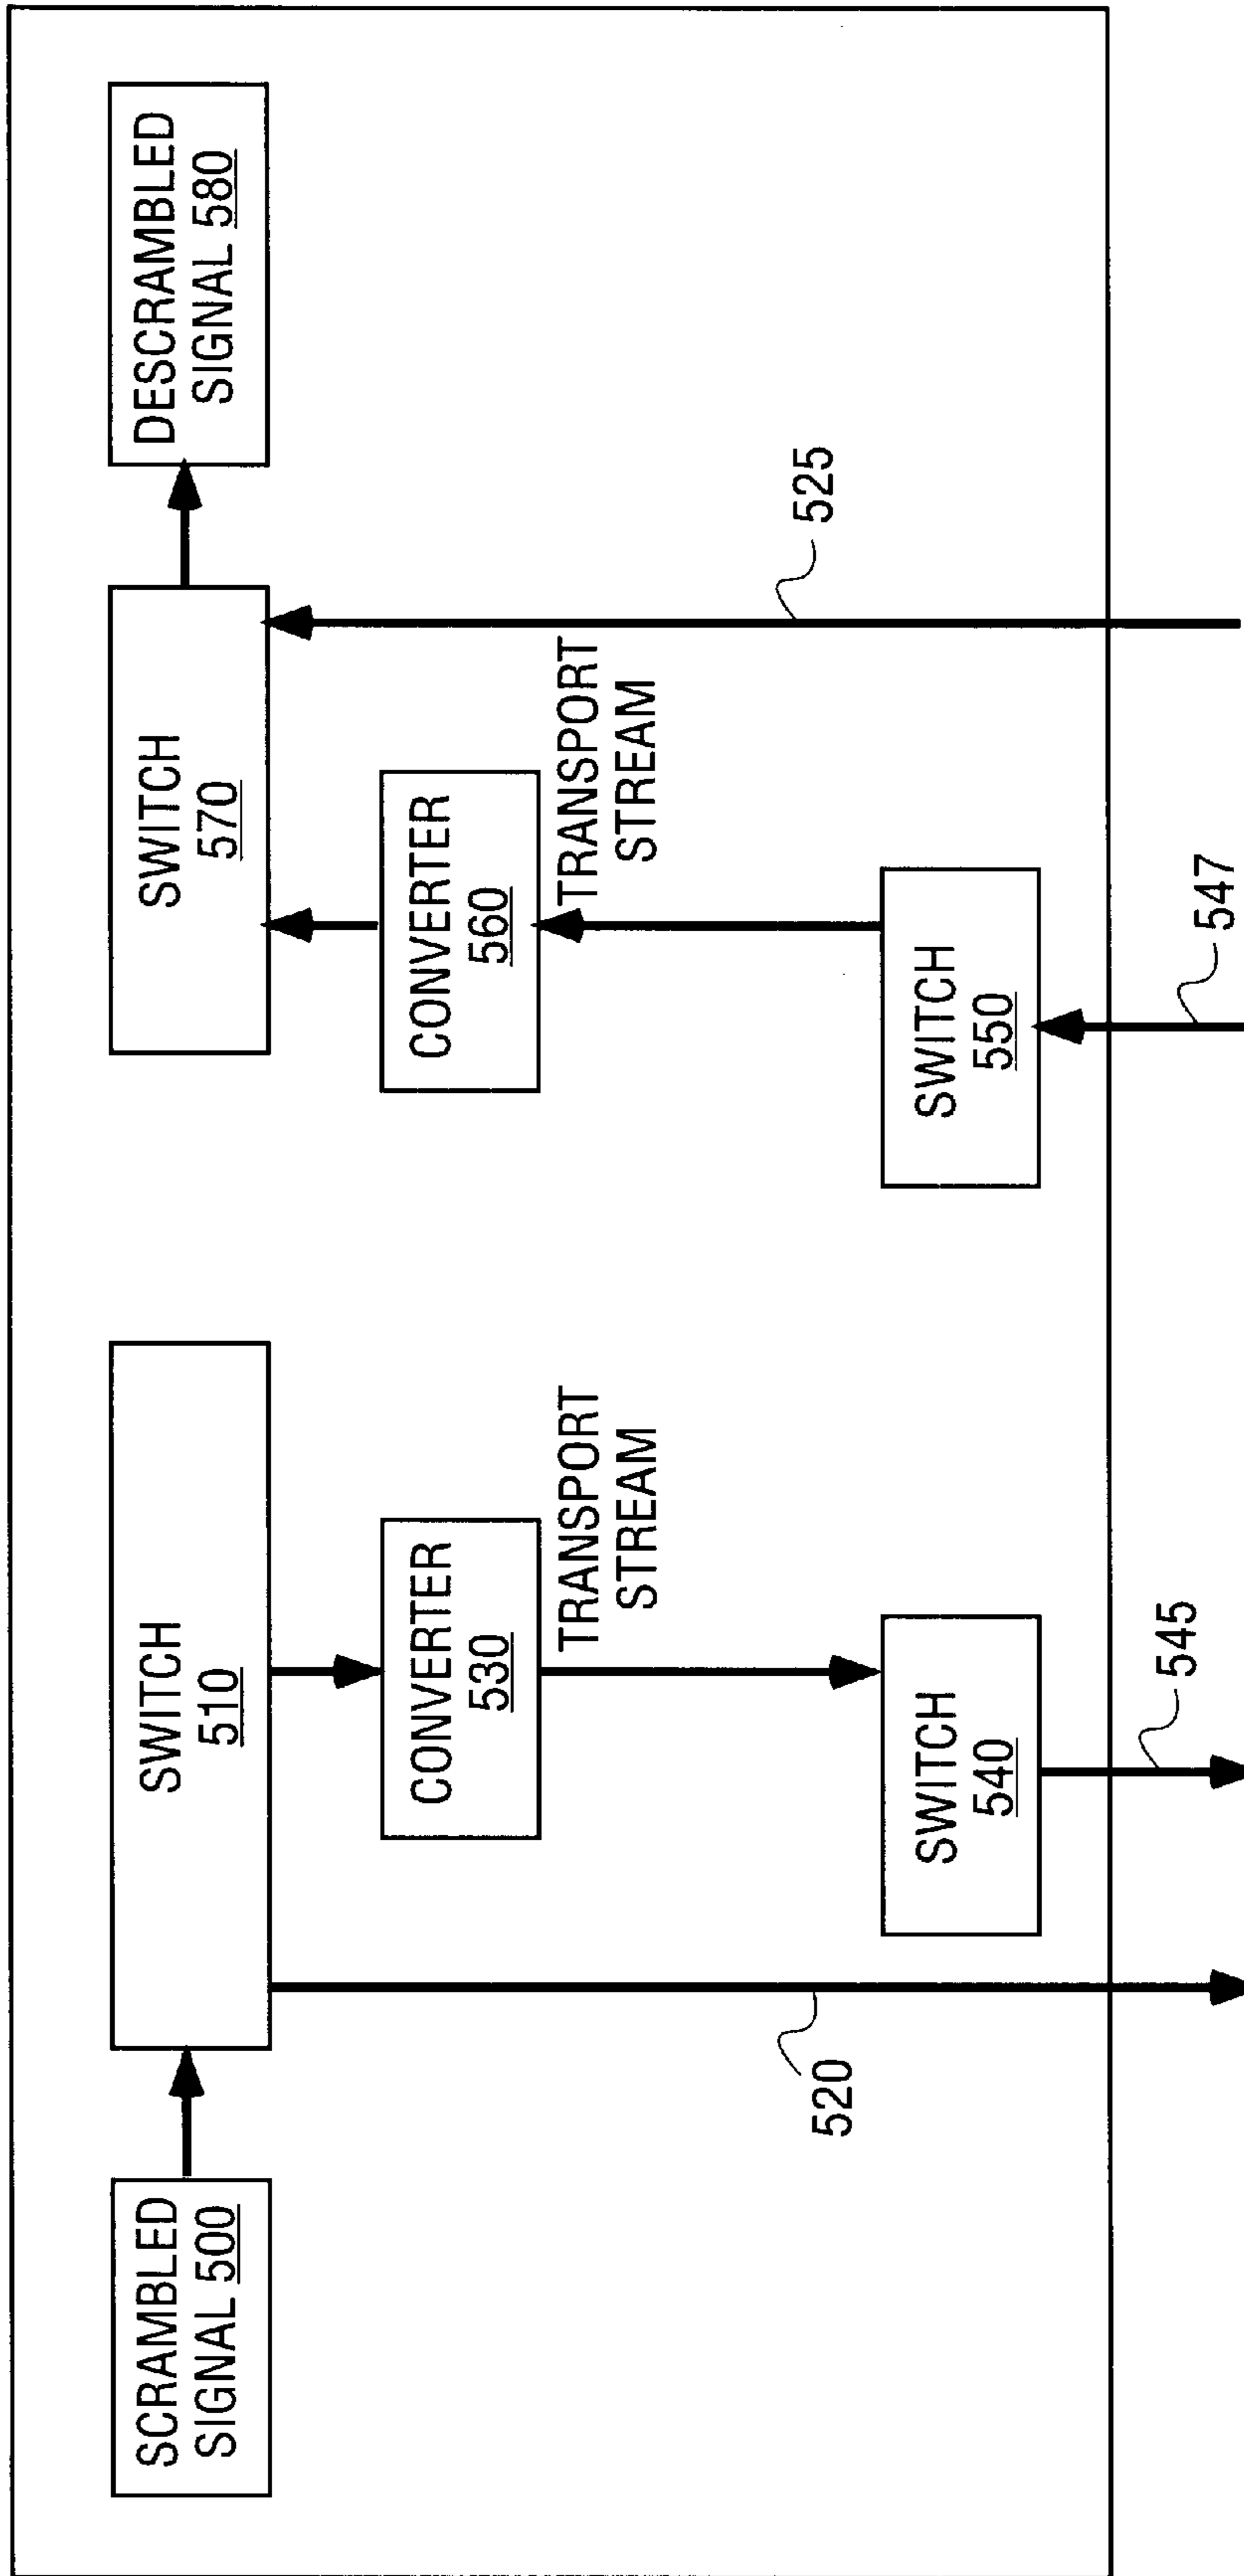 SCRAMBLED
SIGNAL 500
SWITCH
510
SWITCH
570
DESCRAMBLED
SIGNAL 580
CONVERTER
530
TRANSPORT
STREAM
CONVERTER
560
TRANSPORT
STREAM
520
525
SWITCH
540
SWITCH
550
545
547